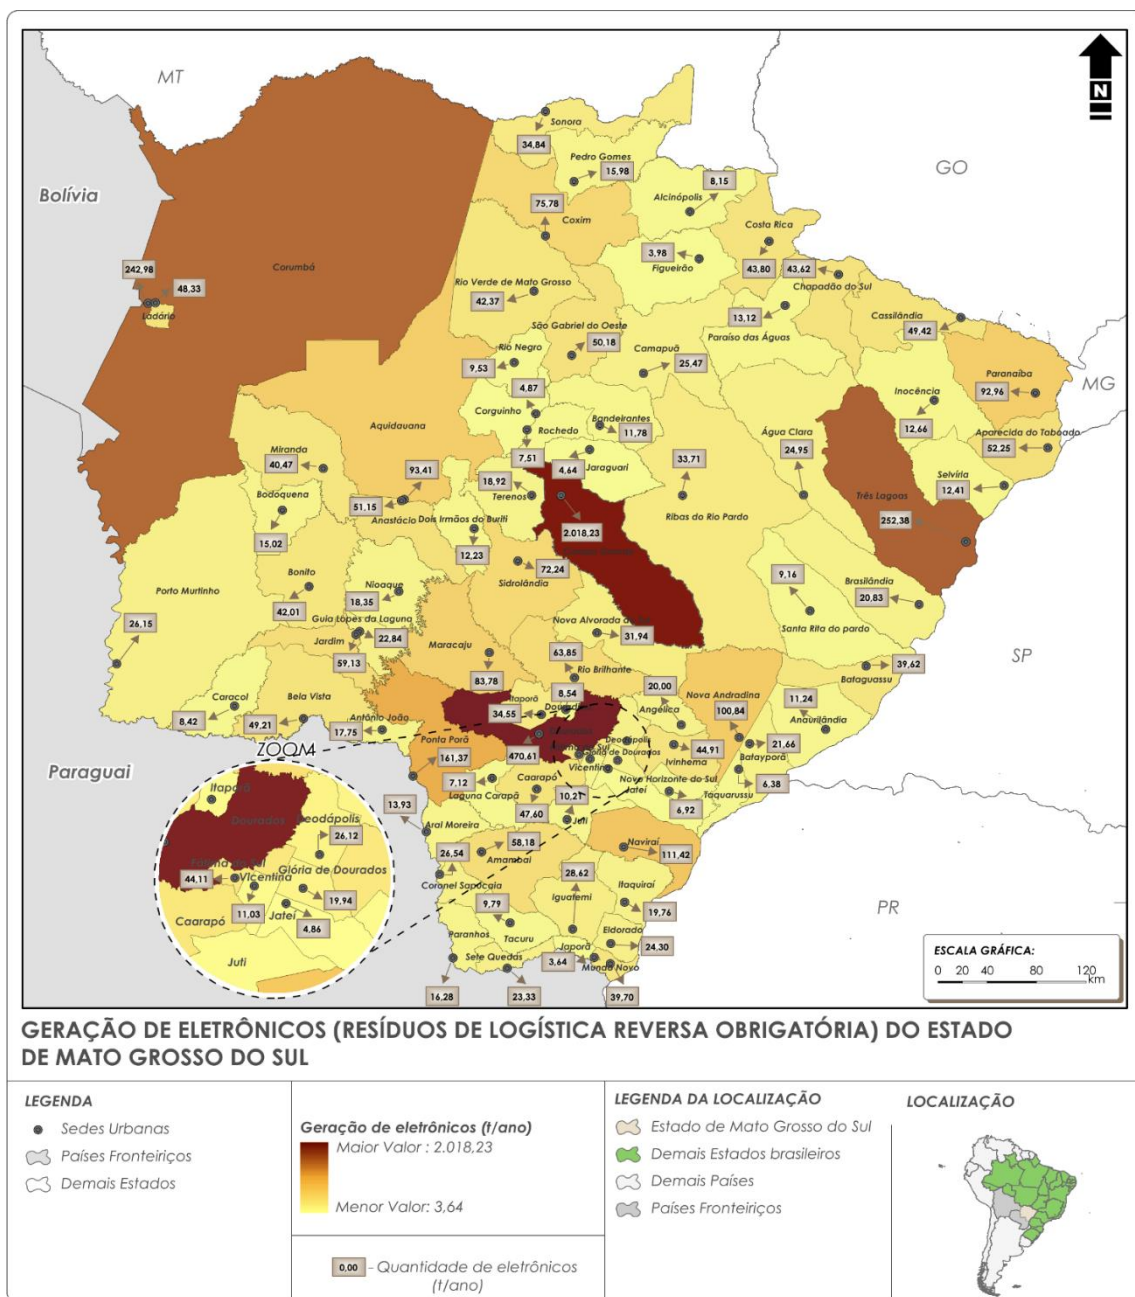 MT
GO
MG
SP
PR
Bolívia
Paraguai
N
Sonora
34,84
Pedro Gomes
15,98
8,15
Alcinópolis
75,78
Coxim
Costa Rica
43,80
43,62
Chapadão do Sul
3,98
Figueirão
Corumbá
242,98
48,33
Ladário
Rio Verde de Mato Grosso
42,37
13,12
Paraíso das Águas
Cassilândia
49,42
São Gabriel do Oeste
50,18
Rio Negro
9,53
Camapuã
25,47
Paranaíba
92,96
Inocência
12,66
4,87
Corguinho
Bandeirantes
11,78
Rochedo
7,51
Aquidauana
Água Clara
24,95
Aparecida do Taboado
52,25
Miranda
40,47
93,41
4,64
Jaraguari
33,71
Selvíria
12,41
Bodoquena
15,02
51,15
Anastácio
18,92
Terenos
Dois Irmãos do Buriti
12,23
Ribas do Rio Pardo
Três Lagoas
252,38
2.018,23
Porto Murtinho
26,15
Bonito
42,01
Nioaque
18,35
72,24
Sidrolândia
9,16
Santa Rita do pardo
Brasilândia
20,83
Guia Lopes da Laguna
22,84
Jardim
59,13
Nova Alvorada
31,94
Maracaju
83,78
63,85
Rio Brilhante
39,62
Bataguassu
Caracol
8,42
Bela Vista
49,21
Antônio João
17,75
Itaporã
34,55
8,54
20,00
Angélica
Nova Andradina
100,84
11,24
Anaurilândia
Ponta Porã
161,37
470,61
Deodápolis
Glória de Dourados
Vicentina
44,91
Ivinhema
21,66
Batayporã
6,38
Taquarussu
7,12
Laguna Carapã
Caarapó
47,60
10,21
Juti
Jateí
Novo Horizonte do Sul
6,92
13,93
Aral Moreira
58,18
Amambai
Naviraí
111,42
26,54
Coronel Sapucaia
28,62
Iguatemi
Itaquiraí
19,76
9,79
Tacuru
Paranhos
16,28
Eldorado
24,30
Japorã
3,64
Sete Quedas
23,33
Mundo Novo
39,70
ZOOM
Itaporã
Dourados
Deodápolis
26,12
Fátima do Sul
44,11
Vicentina
11,03
Glória de Dourados
19,94
Jateí
4,86
Caarapó
Juti
ESCALA GRÁFICA:
0 20 40 80 120
km
GERAÇÃO DE ELETRÔNICOS (RESÍDUOS DE LOGÍSTICA REVERSA OBRIGATÓRIA) DO ESTADO
DE MATO GROSSO DO SUL
LEGENDA
Sedes Urbanas
Países Fronteiriços
Demais Estados
Geração de eletrônicos (t/ano)
Maior Valor : 2.018,23
Menor Valor: 3,64
0,00 - Quantidade de eletrônicos
(t/ano)
LEGENDA DA LOCALIZAÇÃO
Estado de Mato Grosso do Sul
Demais Estados brasileiros
Demais Países
Países Fronteiriços
LOCALIZAÇÃO